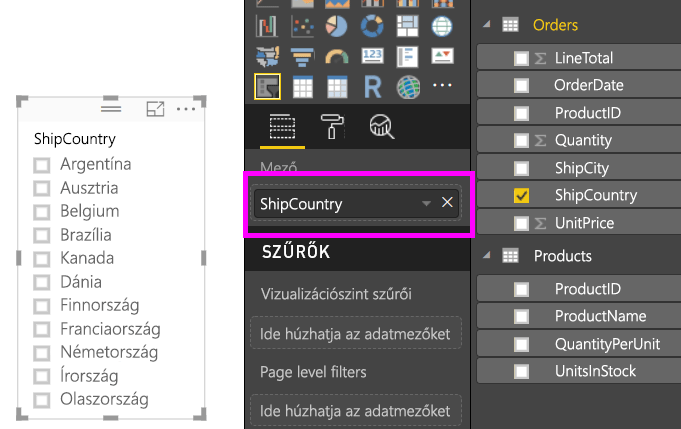 ShipCountry
Argentína
Ausztria
Belgium
Brazília
Kanada
Dánia
Finnország
Franciaország
Németország
Írország
Olaszország
123
R
Mező
ShipCountry
SZŰRŐK
Vizualizációszint szűrői
Ide húzhatja az adatmezőket
Page level filters
Ide húzhatja az adatmezőket
Orders
Σ LineTotal
OrderDate
ProductID
Σ Quantity
ShipCity
ShipCountry
Σ UnitPrice
Products
ProductID
ProductName
QuantityPerUnit
UnitsInStock